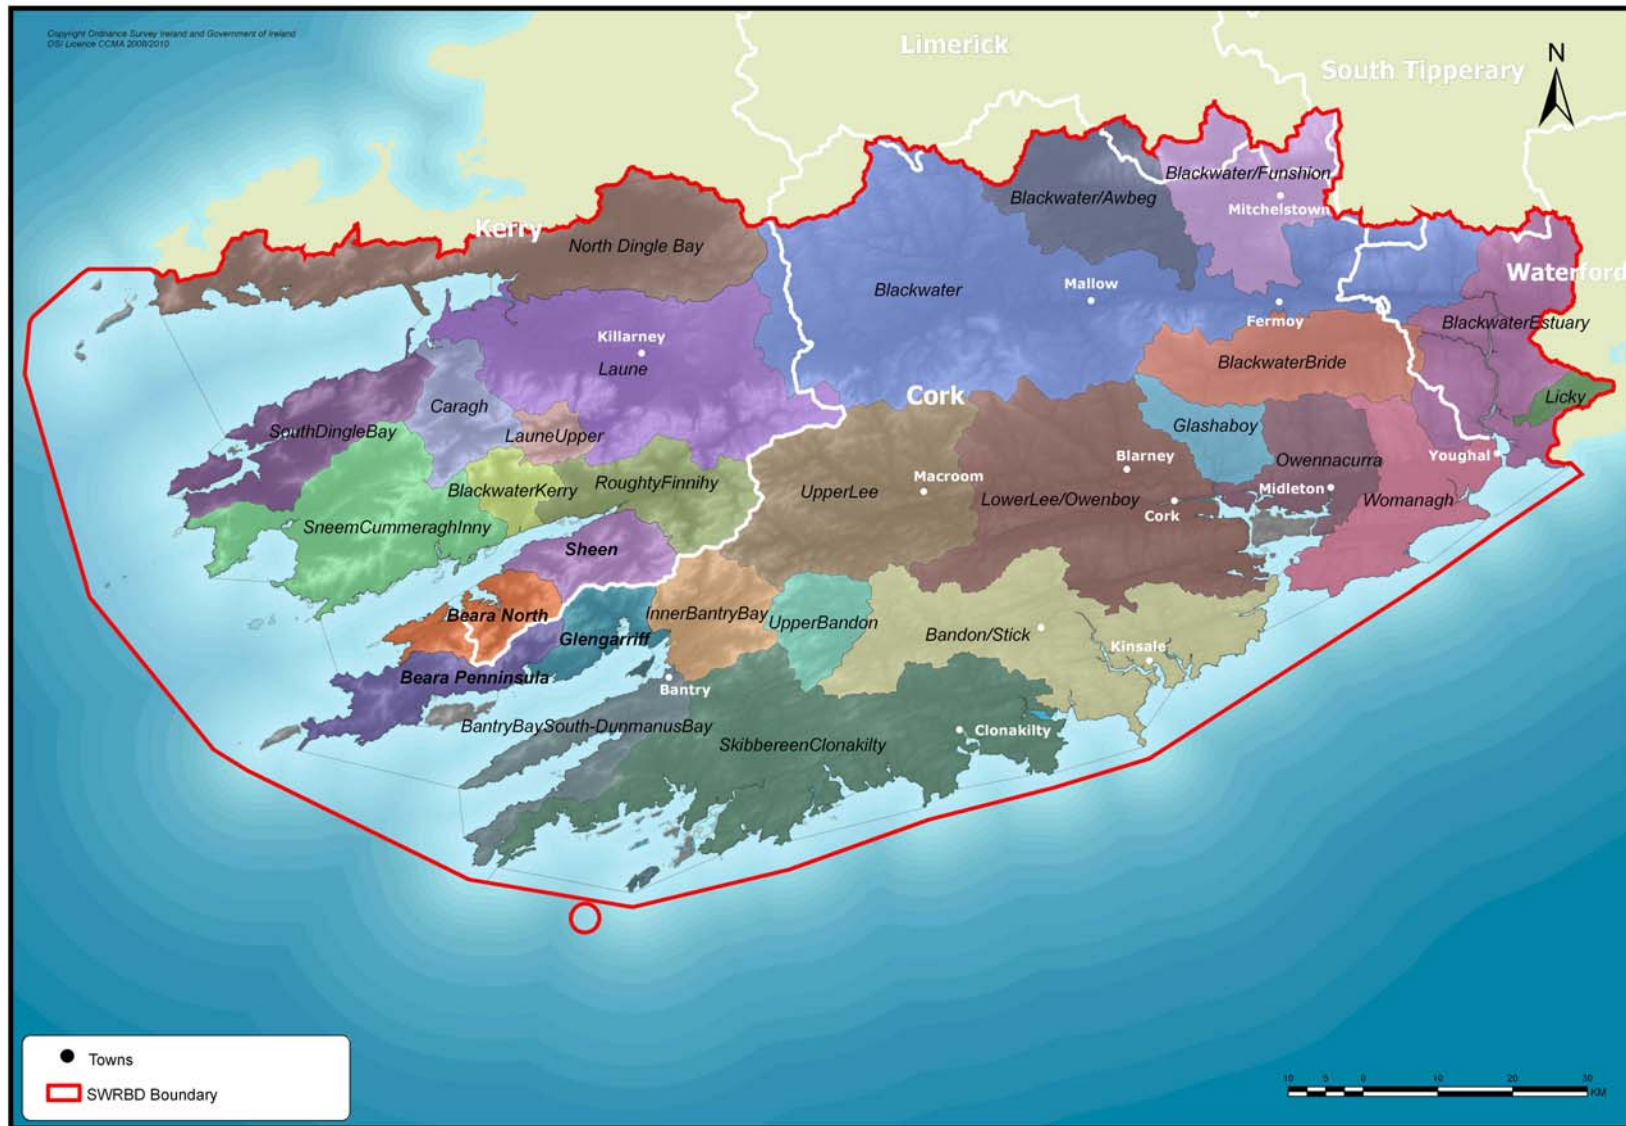 Copyright Ordnance Survey Ireland and Government of Ireland
OSI Licence CCMA 2008/2010
Limerick
South Tipperary
N
Blackwater/Funshion
Blackwater/Awbeg
Mitchelstown
Kerry
North Dingle Bay
Waterford
Blackwater
Mallow
Fermoy
BlackwaterEstuary
Killarney
Laune
BlackwaterBride
Cork
Licky
Caragh
SouthDingleBay
LauneUpper
Glashaboy
Blarney
Owennacurra
Youghal
RoughtyFinnihy
BlackwaterKerry
UpperLee
Macroom
LowerLee/Owenboy
Midleton
Womanagh
Cork
SneemCummeraghInny
Sheen
Beara North
Glengarriff
InnerBantryBay
UpperBandon
Bandon/Stick
Kinsale
Beara Penninsula
Bantry
BantryBaySouth-DunmanusBay
SkibbereenClonakilty
Clonakilty
Towns
SWRBD Boundary
10 5 0 10 20 30
KM